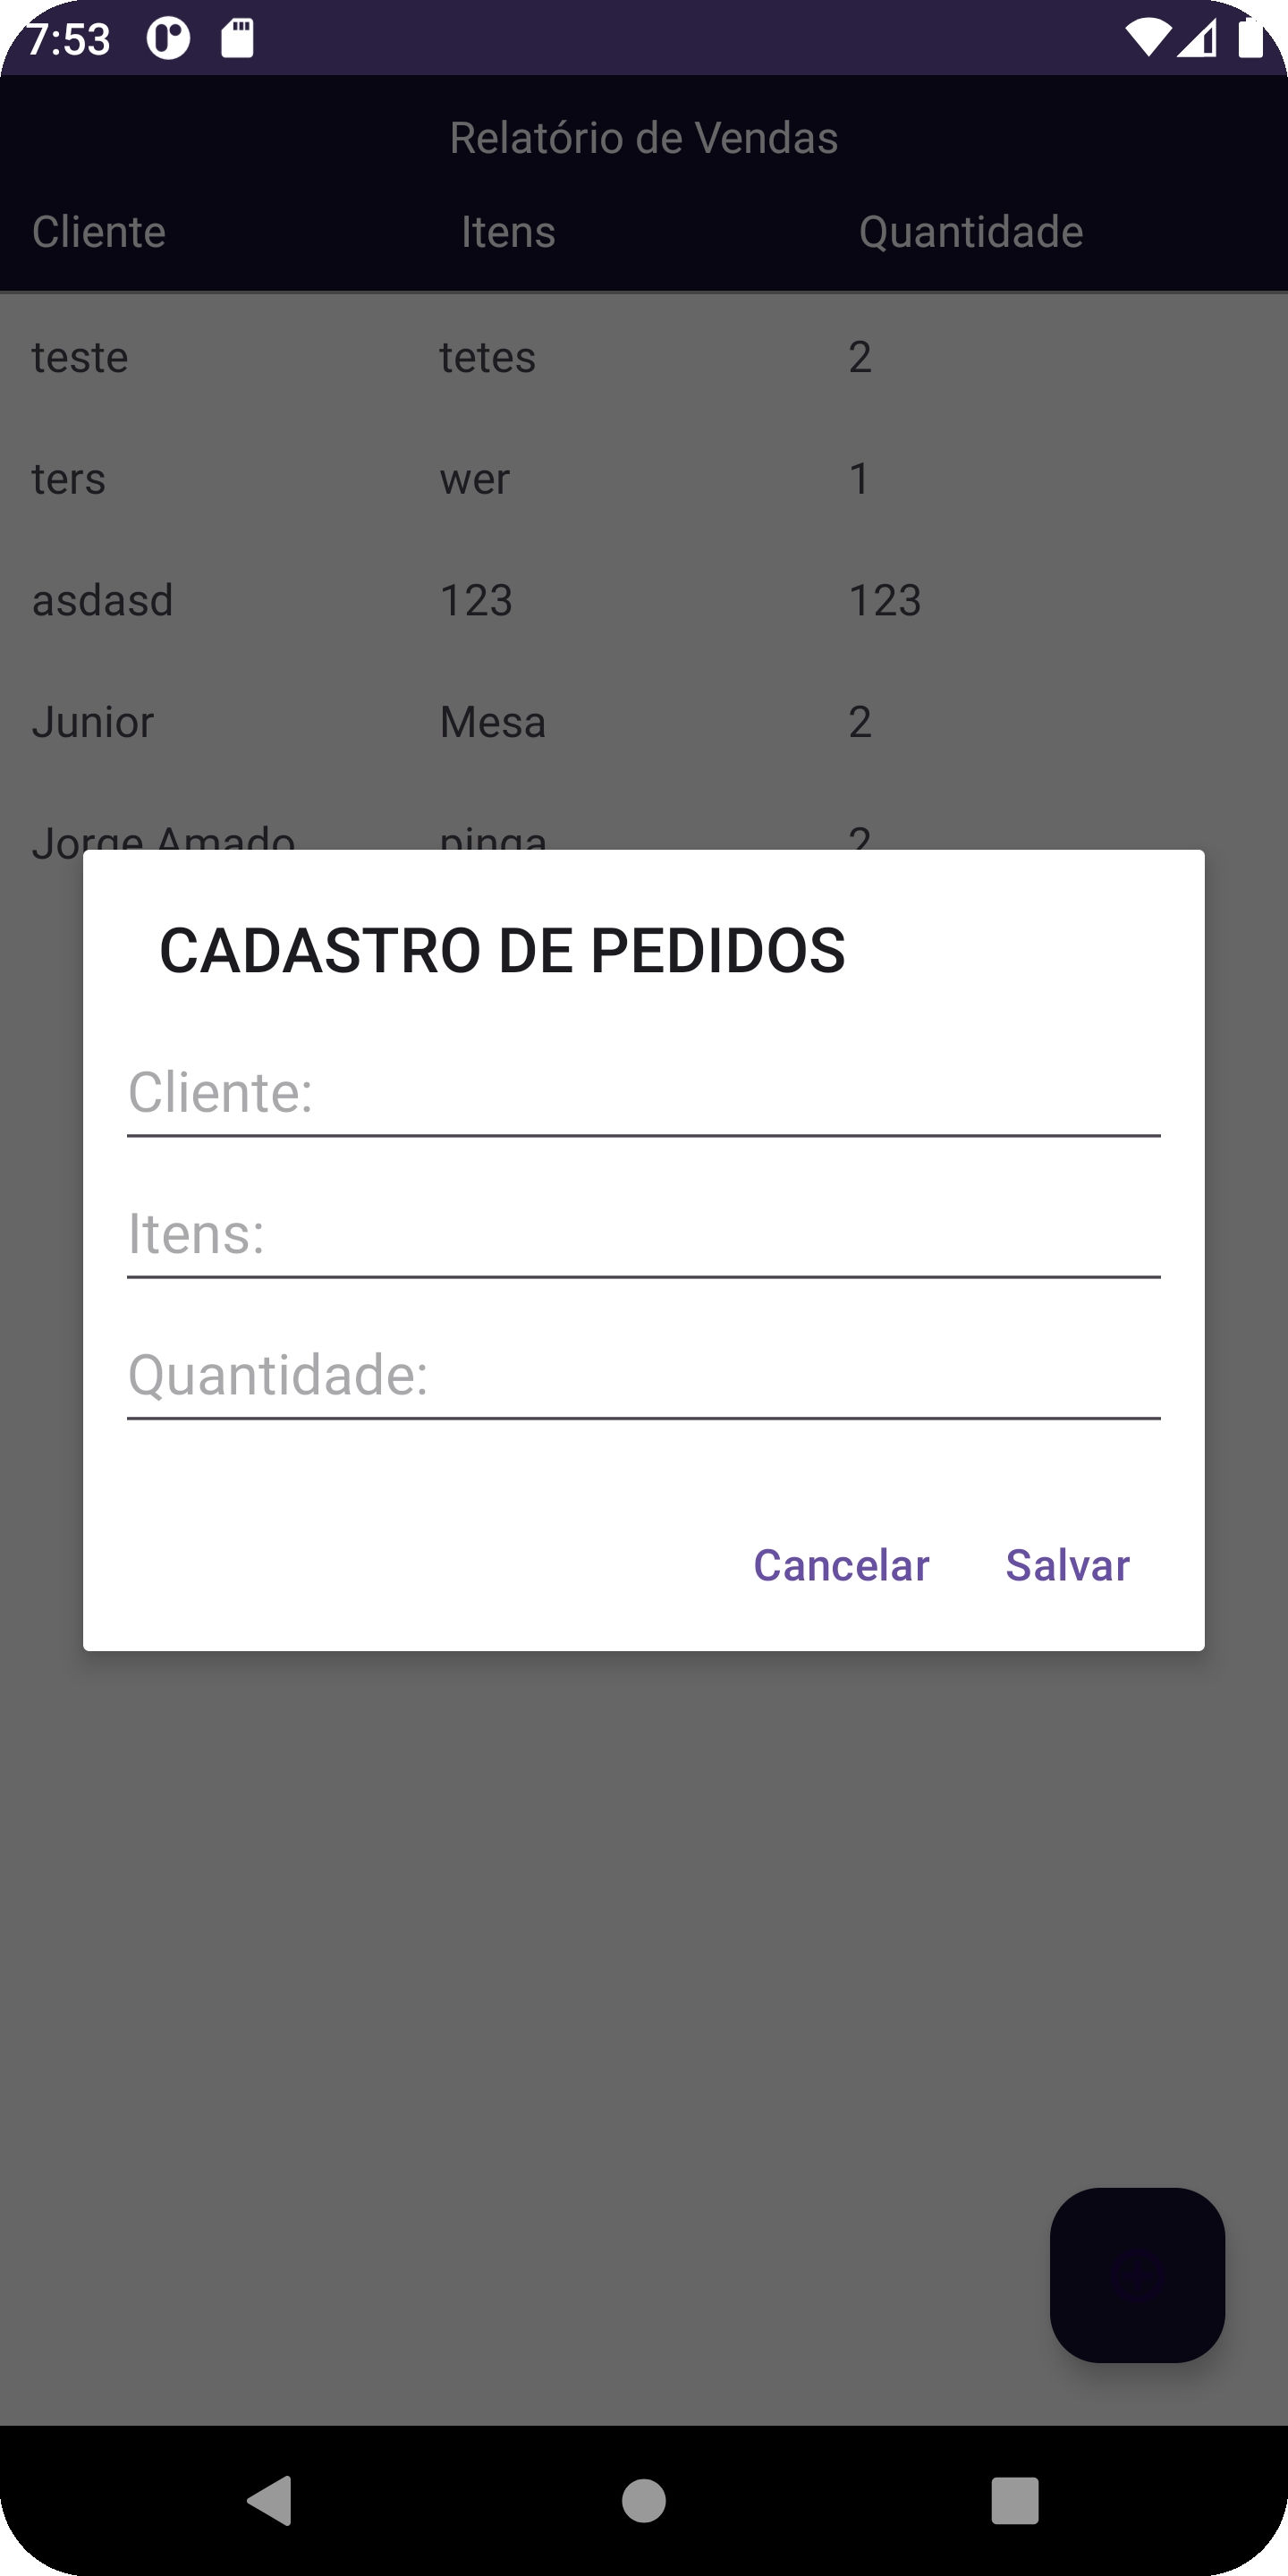 7:53
Relatório de Vendas
Cliente Itens Quantidade
teste tetes 2
ters wer 1
asdasd 123 123
Junior Mesa 2
Jorge Amado pinga 2
CADASTRO DE PEDIDOS
Cliente:
Itens:
Quantidade:
Cancelar Salvar